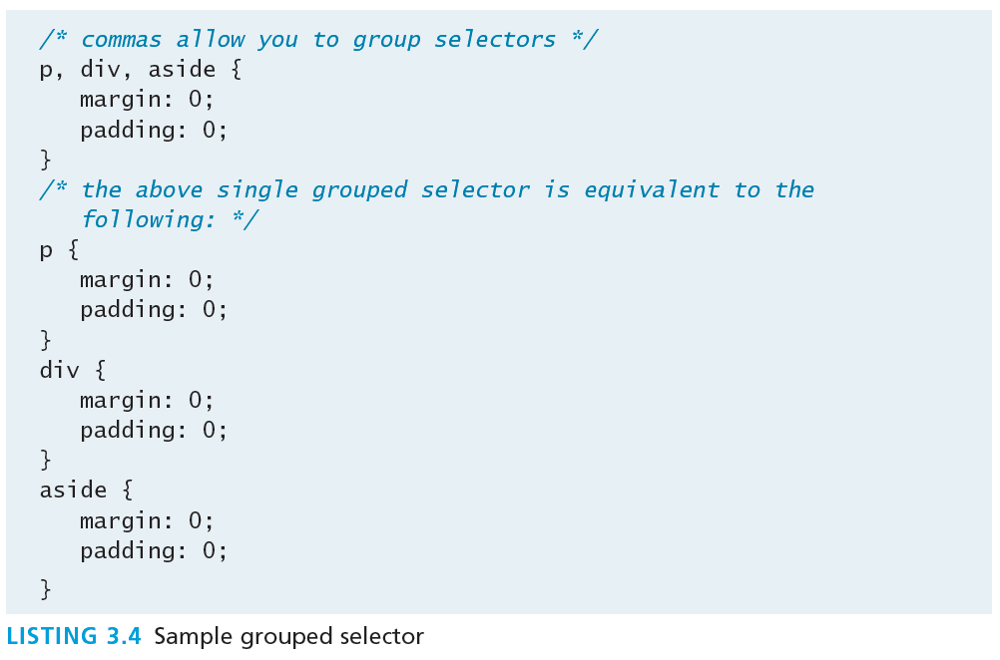 /* commas allow you to group selectors */
p, div, aside {
   margin: 0;
   padding: 0;
}
/* the above single grouped selector is equivalent to the
   following: */
p {
   margin: 0;
   padding: 0;
}
div {
   margin: 0;
   padding: 0;
}
aside {
   margin: 0;
   padding: 0;
}
LISTING 3.4 Sample grouped selector